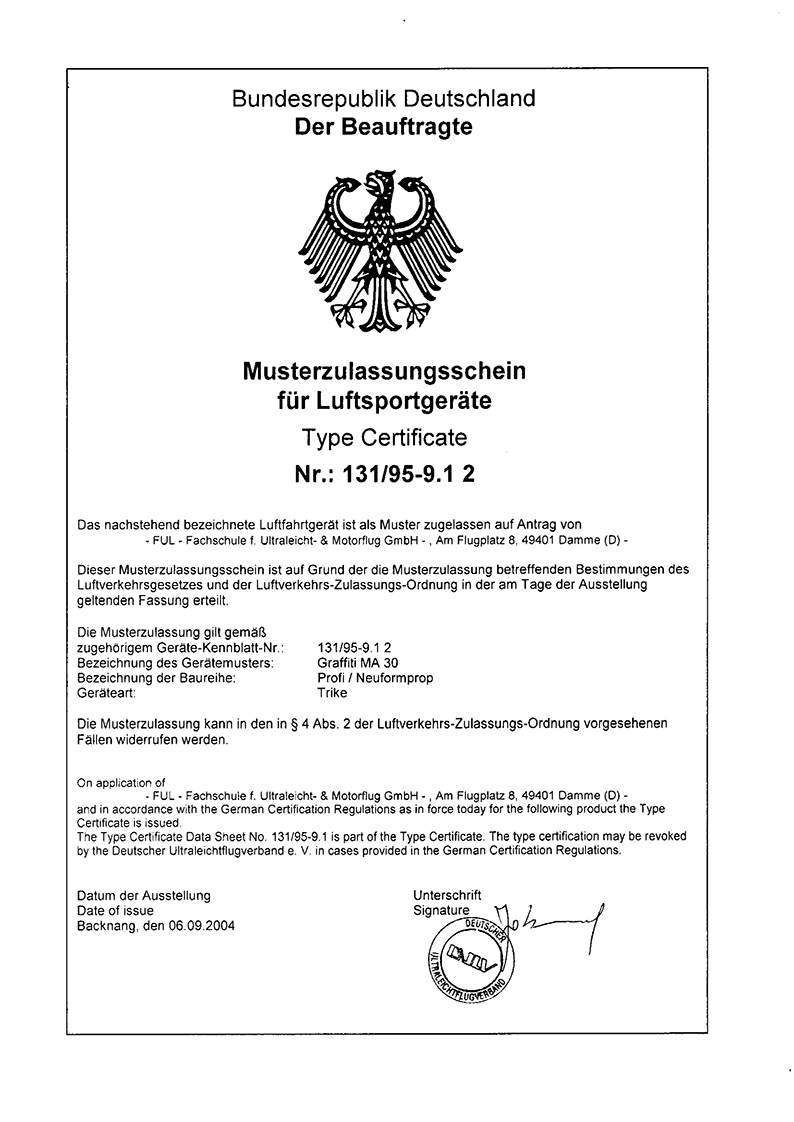 Bundesrepublik Deutschland
Der Beauftragte
Musterzulassungsschein
für Luftsportgeräte
Type Certificate
Nr.: 131/95-9.1 2
Das nachstehend bezeichnete Luftfahrtgerät ist als Muster zugelassen auf Antrag von
- FUL - Fachschule f. Ultraleicht- & Motorflug GmbH - , Am Flugplatz 8, 49401 Damme (D) -
Dieser Musterzulassungsschein ist auf Grund der die Musterzulassung betreffenden Bestimmungen des
Luftverkehrsgesetzes und der Luftverkehrs-Zulassungs-Ordnung in der am Tage der Ausstellung
geltenden Fassung erteilt.
Die Musterzulassung gilt gemäß
zugehörigem Geräte-Kennblatt-Nr.: 131/95-9.1 2
Bezeichnung des Gerätemusters: Graffiti MA 30
Bezeichnung der Baureihe: Profi / Neuformprop
Geräteart: Trike
Die Musterzulassung kann in den in § 4 Abs. 2 der Luftverkehrs-Zulassungs-Ordnung vorgesehenen
Fällen widerrufen werden.
On application of
- FUL - Fachschule f. Ultraleicht- & Motorflug GmbH - , Am Flugplatz 8, 49401 Damme (D) -
and in accordance with the German Certification Regulations as in force today for the following product the Type
Certificate is issued.
The Type Certificate Data Sheet No. 131/95-9.1 is part of the Type Certificate. The type certification may be revoked
by the Deutscher Ultraleichtflugverband e. V. in cases provided in the German Certification Regulations.
Datum der Ausstellung
Date of issue
Backnang, den 06.09.2004
Unterschrift
Signature
DEUTSCHER
ULTRALEICHTFLUGVERBAND